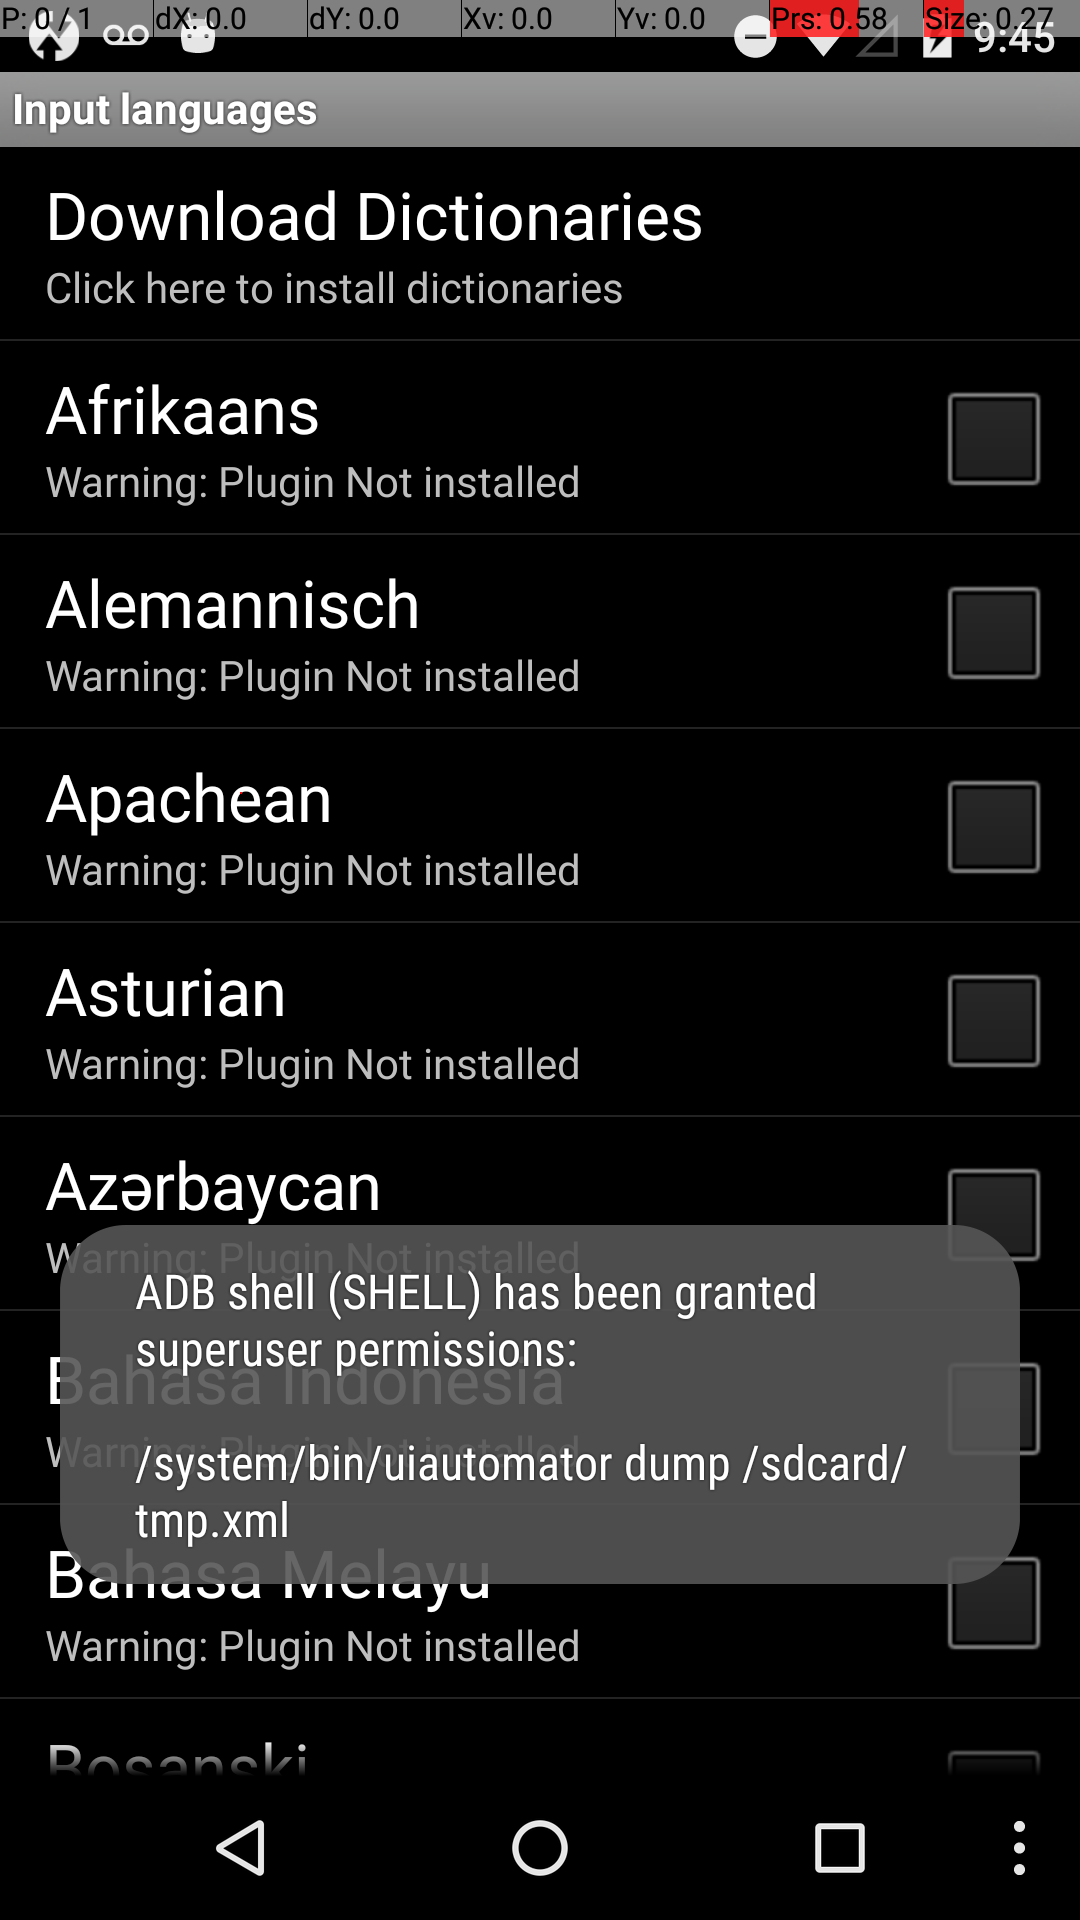 P: 0 / 1 dX: 0.0 dY: 0.0 Xv: 0.0 Yv: 0.0 Prs: 0.58 Size: 0.27
9:45
Input languages
Download Dictionaries
Click here to install dictionaries
Afrikaans
Warning: Plugin Not installed
Alemannisch
Warning: Plugin Not installed
Apachean
Warning: Plugin Not installed
Asturian
Warning: Plugin Not installed
Azərbaycan
Warning: Plugin Not installed
ADB shell (SHELL) has been granted
superuser permissions:
Bahasa Indonesia
Warning: Plugin Not installed
/system/bin/uiautomator dump /sdcard/
tmp.xml
Bahasa Melayu
Warning: Plugin Not installed
Bosanski